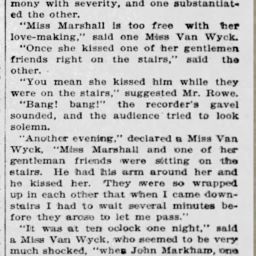 mony with severity, and one substantiat-
ed the other.
"Miss Marshall is too free with her
love-making," said one Miss Van Wyck.
"Once she kissed one of her gentlemen
friends right on the stairs," said the
other.
"You mean she kissed him while they
were on the stairs," suggested Mr. Rowe.
"Bang! bang!" the recorder's gavel
sounded, and the audience tried to look
solemn.
"Another evening," declared a Miss Van
Wyck, "Miss Marshall and one of her
gentleman friends were sitting on the
stairs. He had his arm around her and
he kissed her. They were so wrapped
up in each other that when I came down-
stairs I had to wait several minutes be-
fore they arose to let me pass."
"It was at ten oclock one night," said
a Miss Van Wyck, who seemed to be very
much shocked, "when John Markham, one